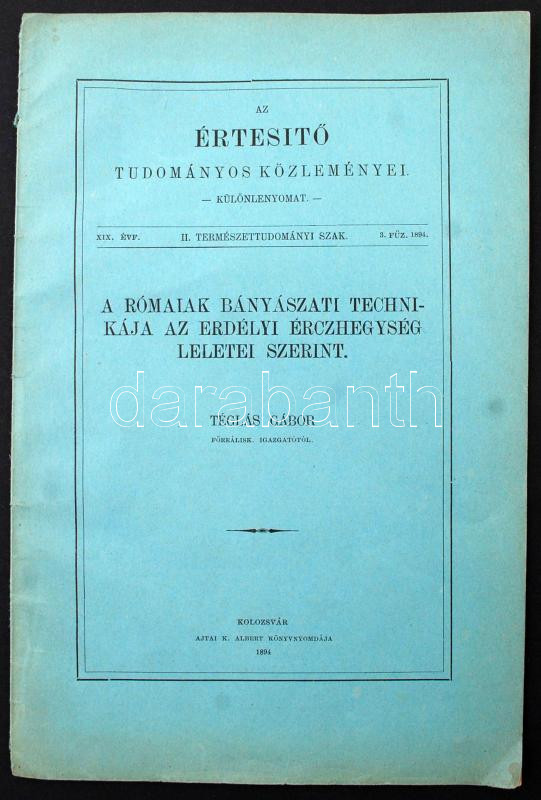 AZ
ÉRTESITŐ
TUDOMÁNYOS KÖZLEMÉNYEI.
— KÜLÖNLENYOMAT. —
XIX. ÉVF. II. TERMÉSZETTUDOMÁNYI SZAK. 3. FÜZ. 1894.
A RÓMAIAK BÁNYÁSZATI TECHNI-
KÁJA AZ ERDÉLYI ÉRCZHEGYSÉG
LELETEI SZERINT.
darabanth
TÉGLÁS GÁBOR
FŐREÁLISK. IGAZGATÓTÓL.
KOLOZSVÁR
AJTAI K. ALBERT KÖNYVNYOMDÁJA
1894